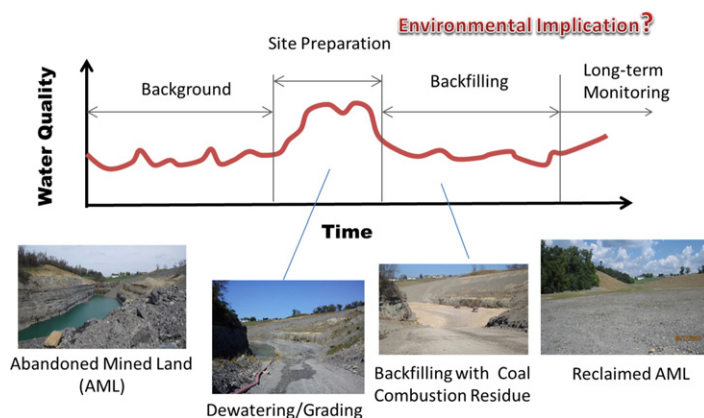 Environmental Implication?
Site Preparation
Background
Backfilling
Long-term
Monitoring
Water Quality
Time
Abandoned Mined Land
(AML)
Dewatering/Grading
Backfilling with Coal
Combustion Residue
Reclaimed AML